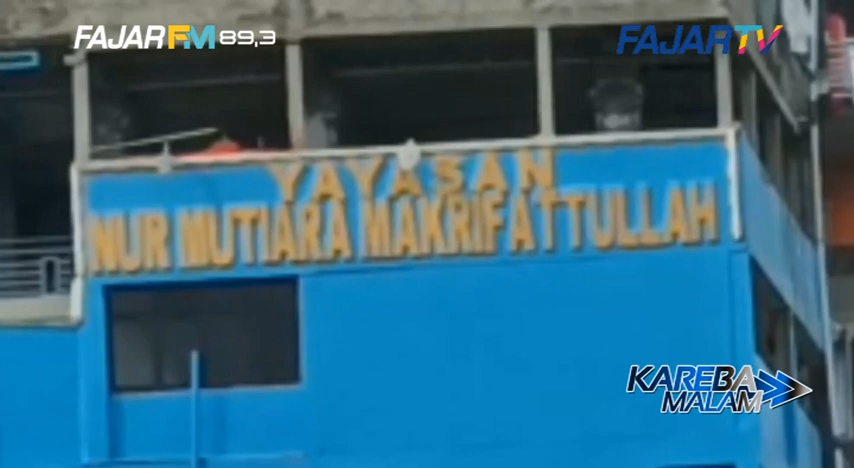 FAJAR FM 89,3
FAJAR TV
YAYASAN
NUR MUTIARA MAKRIFATTULLAH
KAREBA
MALAM